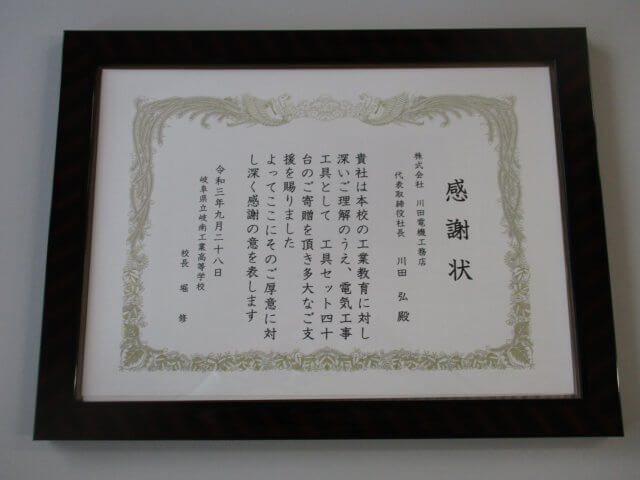 感謝状
株式会社 川田電機工務店
代表取締役社長 川田 弘 殿
貴社は本校の工業教育に対し
深いご理解のうえ、電気工事
工具として 工具セット四十
台のご寄贈を頂き多大なご支
援を賜りました
よってここにそのご厚意に対
し深く感謝の意を表します
令和三年九月二十八日
岐阜県立岐南工業高等学校
校長 堀 修